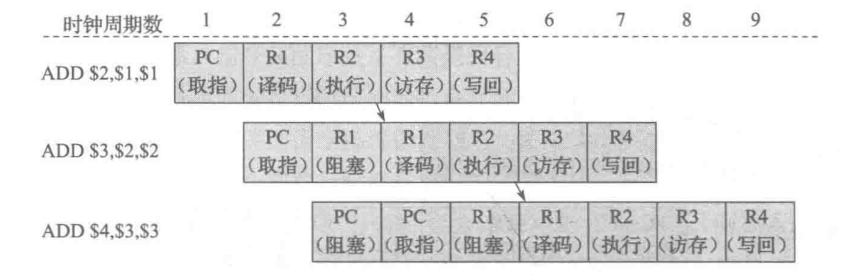 时钟周期数 1 2 3 4 5 6 7 8 9
ADD $2,$1,$1
PC R1 R2 R3 R4
(取指) (译码) (执行) (访存) (写回)
ADD $3,$2,$2
PC R1 R1 R2 R3 R4
(取指) (阻塞) (译码) (执行) (访存) (写回)
ADD $4,$3,$3
PC PC R1 R1 R2 R3 R4
(阻塞) (取指) (阻塞) (译码) (执行) (访存) (写回)